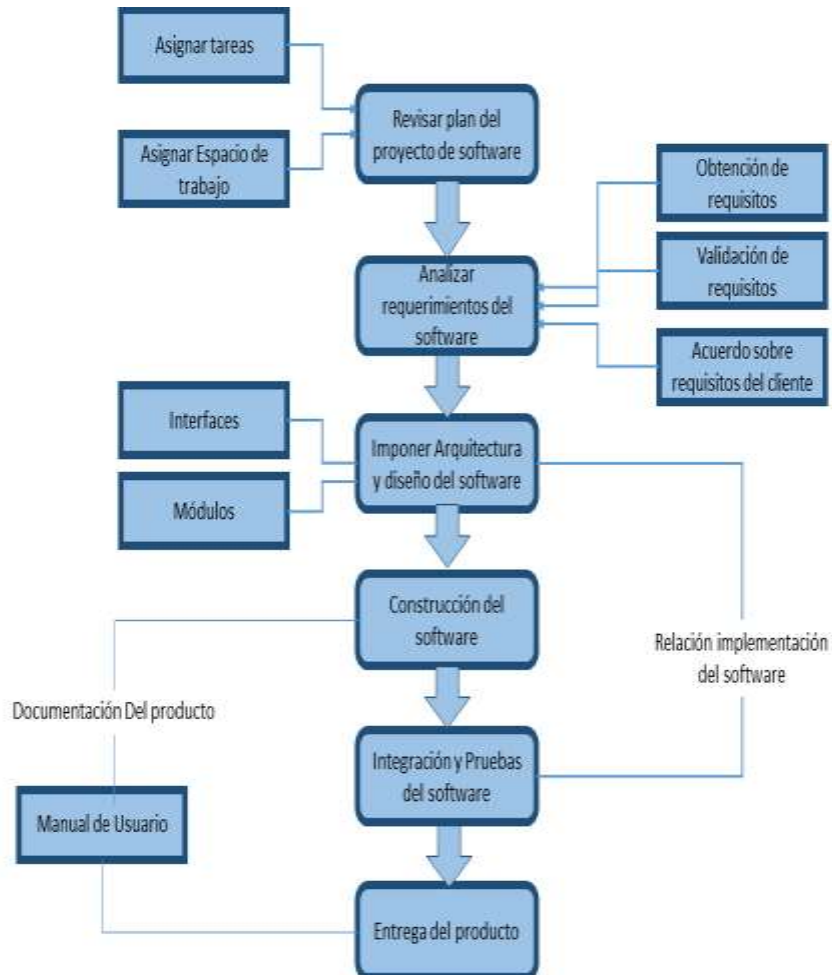 Asignar tareas
Revisar plan del
proyecto de software
Asignar Espacio de
trabajo
Obtención de
requisitos
Validación de
requisitos
Analizar
requerimientos del
software
Acuerdo sobre
requisitos del cliente
Interfaces
Imponer Arquitectura
y diseño del software
Módulos
Construcción del
software
Relación implementación
del software
Documentación Del producto
Integración y Pruebas
del software
Manual de Usuario
Entrega del producto